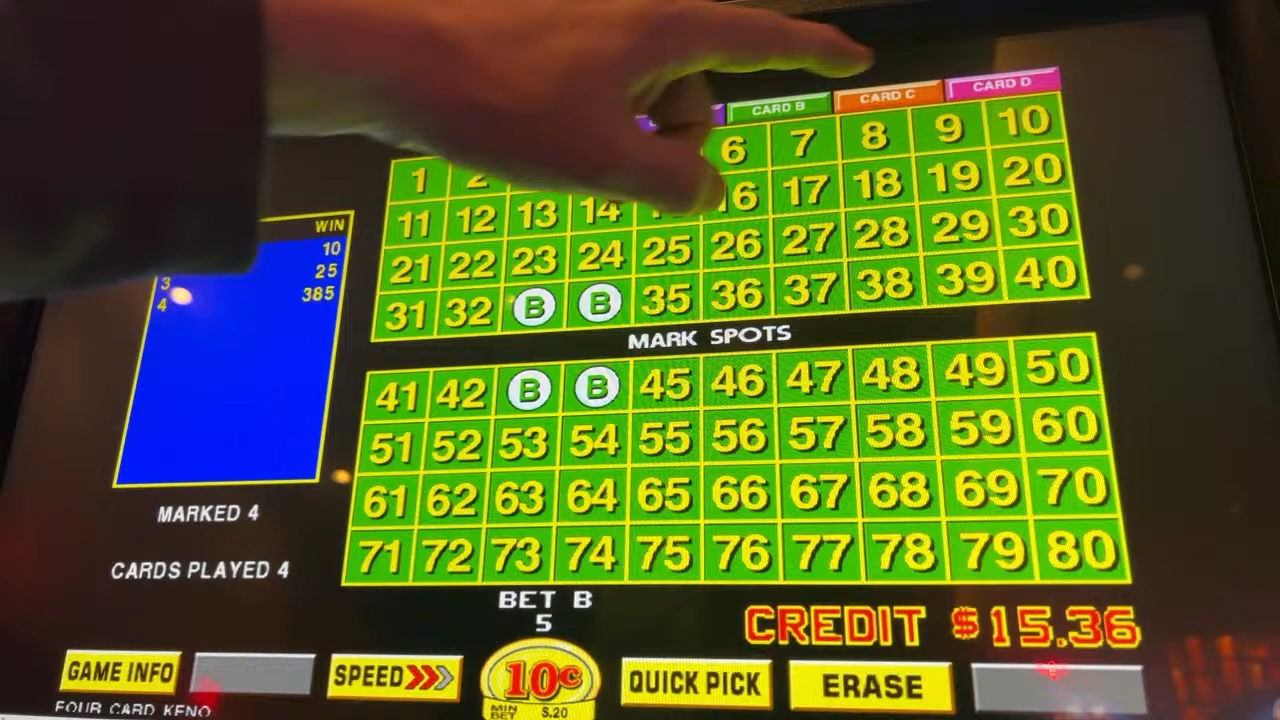 CARD B CARD C CARD D
1 2 6 7 8 9 10
11 12 13 14 16 17 18 19 20
21 22 23 24 25 26 27 28 29 30
31 32 B B 35 36 37 38 39 40
MARK SPOTS
41 42 B B 45 46 47 48 49 50
51 52 53 54 55 56 57 58 59 60
61 62 63 64 65 66 67 68 69 70
71 72 73 74 75 76 77 78 79 80
WIN
10
3 25
4 385
MARKED 4
CARDS PLAYED 4
BET B
5
CREDIT $15.36
GAME INFO
SPEED
10¢
MIN BET $.20
QUICK PICK
ERASE
FOUR CARD KENO